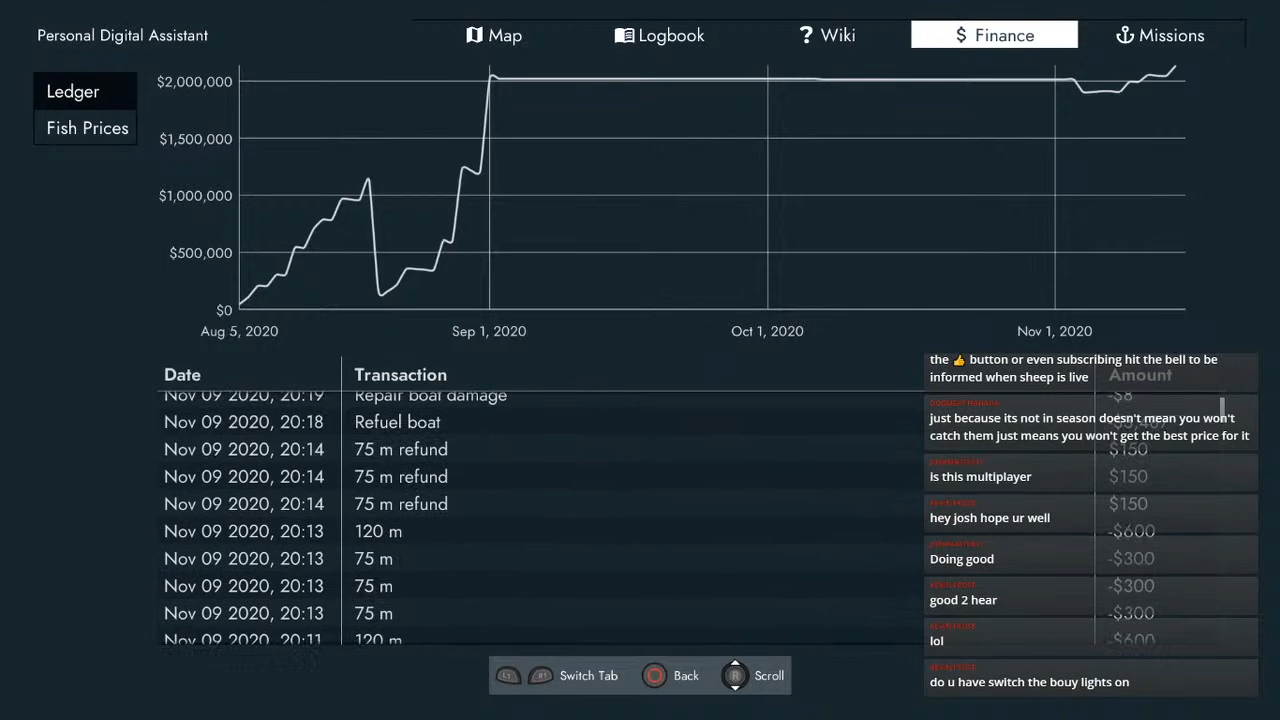 Personal Digital Assistant
Map
Logbook
? Wiki
$ Finance
Missions
Ledger
Fish Prices
$2,000,000
$1,500,000
$1,000,000
$500,000
$0
Aug 5, 2020
Sep 1, 2020
Oct 1, 2020
Nov 1, 2020
Date Transaction Amount
Nov 09 2020, 20:19 Repair boat damage -$8
Nov 09 2020, 20:18 Refuel boat
Nov 09 2020, 20:14 75 m refund $150
Nov 09 2020, 20:14 75 m refund $150
Nov 09 2020, 20:14 75 m refund $150
Nov 09 2020, 20:13 120 m -$600
Nov 09 2020, 20:13 75 m -$300
Nov 09 2020, 20:13 75 m -$300
Nov 09 2020, 20:13 75 m -$300
Nov 09 2020, 20:11 120 m -$600
the 👍 button or even subscribing hit the bell to be
informed when sheep is live
just because its not in season doesn't mean you won't
catch them just means you won't get the best price for it
is this multiplayer
hey josh hope ur well
Doing good
good 2 hear
lol
do u have switch the bouy lights on
L1 R1 Switch Tab
Back
R Scroll